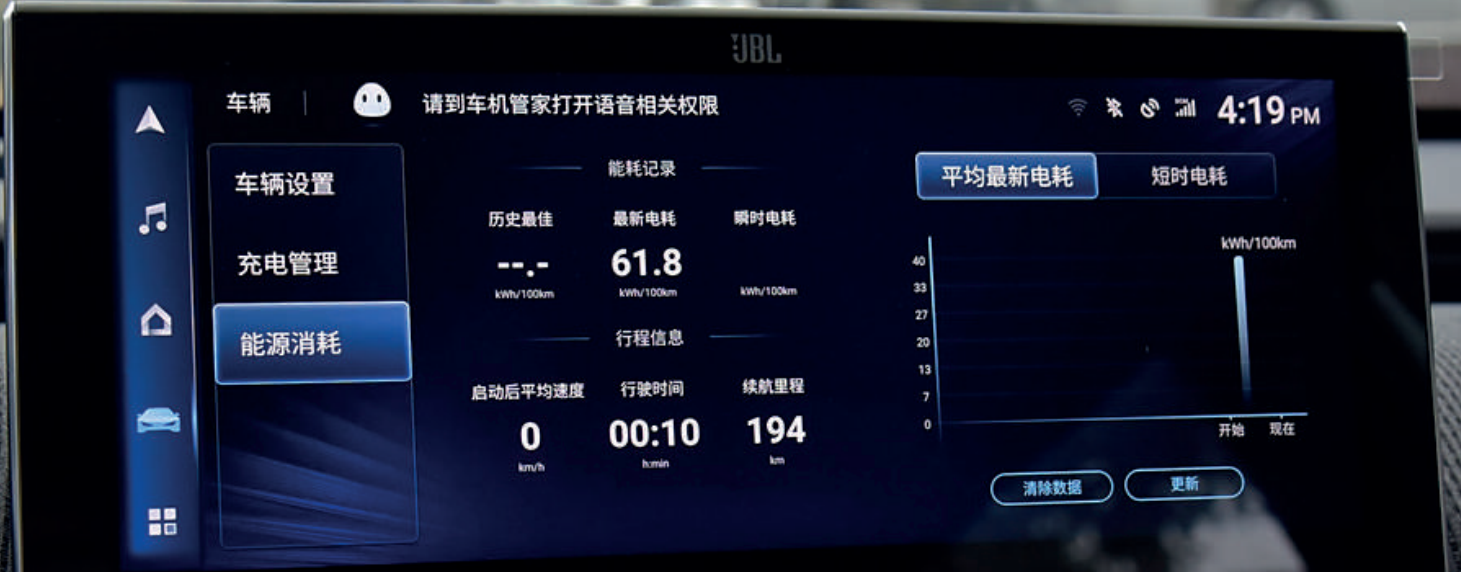 JBL
车辆
请到车机管家打开语音相关权限
4:19 PM
车辆设置
充电管理
能源消耗
能耗记录
历史最佳
最新电耗
瞬时电耗
--.-
61.8
kWh/100km
kWh/100km
kWh/100km
行程信息
启动后平均速度
行驶时间
续航里程
0
00:10
194
km/h
h:min
km
平均最新电耗
短时电耗
kWh/100km
40
33
27
20
13
7
0
开始
现在
清除数据
更新